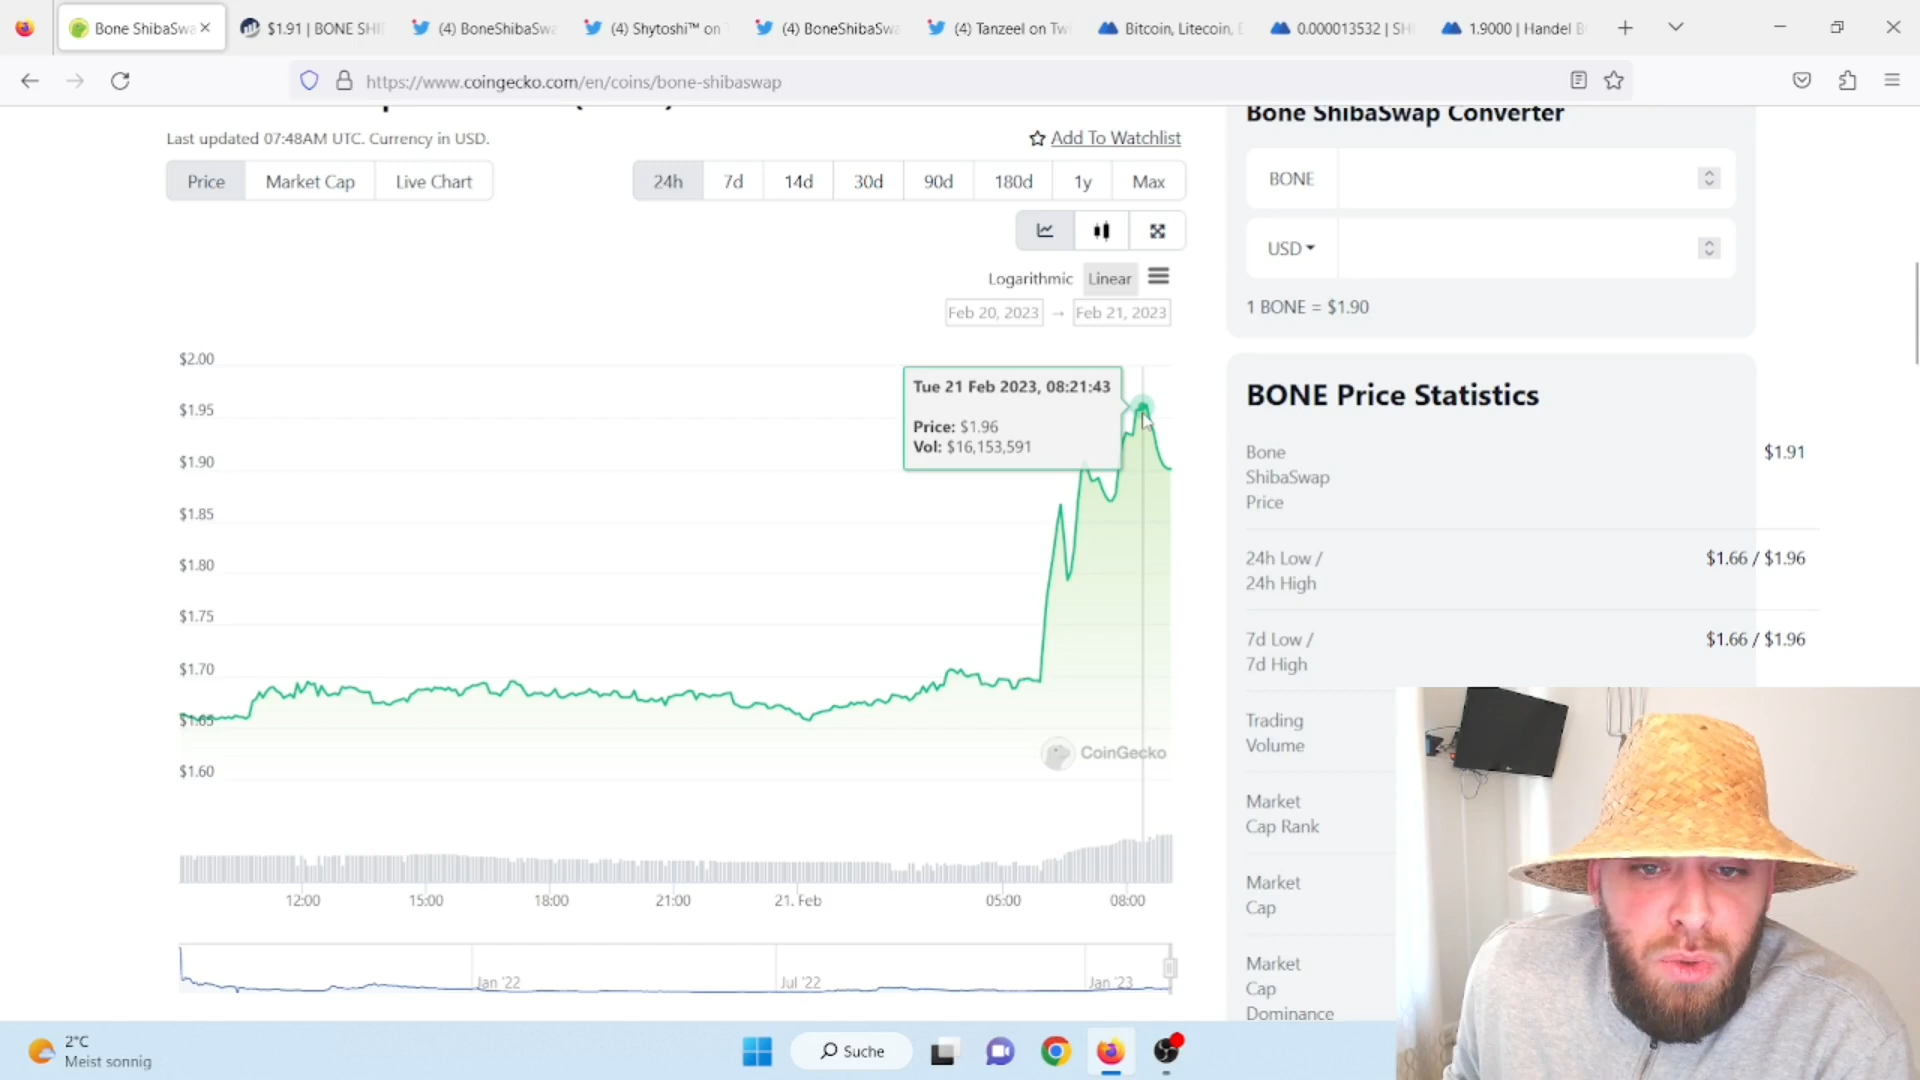 Bone ShibaSwa
$1.91 | BONE SHI
(4) BoneShibaSwa
(4) Shytoshi™ on
(4) BoneShibaSwa
(4) Tanzeel on Tw
Bitcoin, Litecoin,
0.000013532 | SH
1.9000 | Handel B
https://www.coingecko.com/en/coins/bone-shibaswap
Last updated 07:48AM UTC. Currency in USD.
Add To Watchlist
Price Market Cap Live Chart
24h 7d 14d 30d 90d 180d 1y Max
Logarithmic Linear
Feb 20, 2023 → Feb 21, 2023
$2.00
$1.95
$1.90
$1.85
$1.80
$1.75
$1.70
$1.65
$1.60
Tue 21 Feb 2023, 08:21:43
Price: $1.96
Vol: $16,153,591
CoinGecko
12:00 15:00 18:00 21:00 21. Feb 05:00 08:00
Jan '22 Jul '22 Jan '23
Bone ShibaSwap Converter
BONE
USD
1 BONE = $1.90
BONE Price Statistics
Bone
ShibaSwap
Price
$1.91
24h Low /
24h High
$1.66 / $1.96
7d Low /
7d High
$1.66 / $1.96
Trading
Volume
Market
Cap Rank
Market
Cap
Market
Cap
Dominance
2°C
Meist sonnig
Suche